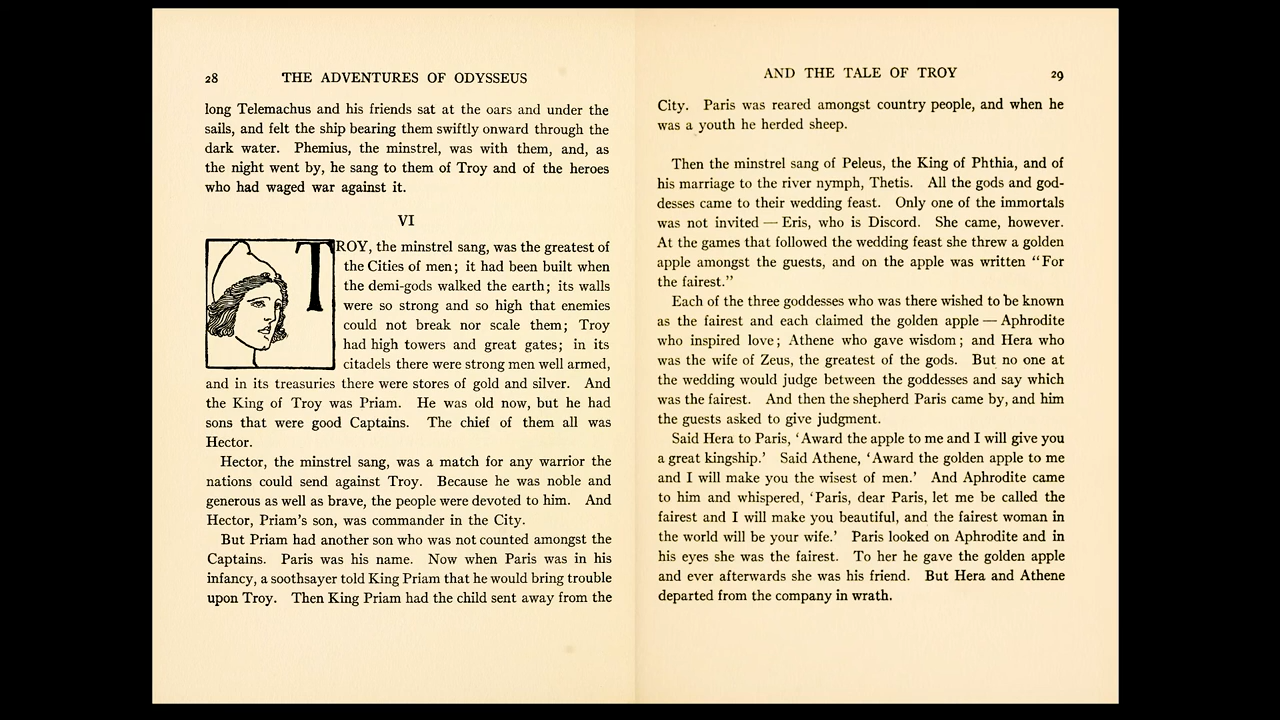 28 THE ADVENTURES OF ODYSSEUS
long Telemachus and his friends sat at the oars and under the
sails, and felt the ship bearing them swiftly onward through the
dark water. Phemius, the minstrel, was with them, and, as
the night went by, he sang to them of Troy and of the heroes
who had waged war against it.
VI
TROY, the minstrel sang, was the greatest of
the Cities of men; it had been built when
the demi-gods walked the earth; its walls
were so strong and so high that enemies
could not break nor scale them; Troy
had high towers and great gates; in its
citadels there were strong men well armed,
and in its treasuries there were stores of gold and silver. And
the King of Troy was Priam. He was old now, but he had
sons that were good Captains. The chief of them all was
Hector.
Hector, the minstrel sang, was a match for any warrior the
nations could send against Troy. Because he was noble and
generous as well as brave, the people were devoted to him. And
Hector, Priam's son, was commander in the City.
But Priam had another son who was not counted amongst the
Captains. Paris was his name. Now when Paris was in his
infancy, a soothsayer told King Priam that he would bring trouble
upon Troy. Then King Priam had the child sent away from the
AND THE TALE OF TROY 29
City. Paris was reared amongst country people, and when he
was a youth he herded sheep.
Then the minstrel sang of Peleus, the King of Phthia, and of
his marriage to the river nymph, Thetis. All the gods and god-
desses came to their wedding feast. Only one of the immortals
was not invited — Eris, who is Discord. She came, however.
At the games that followed the wedding feast she threw a golden
apple amongst the guests, and on the apple was written "For
the fairest."
Each of the three goddesses who was there wished to be known
as the fairest and each claimed the golden apple — Aphrodite
who inspired love; Athene who gave wisdom; and Hera who
was the wife of Zeus, the greatest of the gods. But no one at
the wedding would judge between the goddesses and say which
was the fairest. And then the shepherd Paris came by, and him
the guests asked to give judgment.
Said Hera to Paris, 'Award the apple to me and I will give you
a great kingship.' Said Athene, 'Award the golden apple to me
and I will make you the wisest of men.' And Aphrodite came
to him and whispered, 'Paris, dear Paris, let me be called the
fairest and I will make you beautiful, and the fairest woman in
the world will be your wife.' Paris looked on Aphrodite and in
his eyes she was the fairest. To her he gave the golden apple
and ever afterwards she was his friend. But Hera and Athene
departed from the company in wrath.